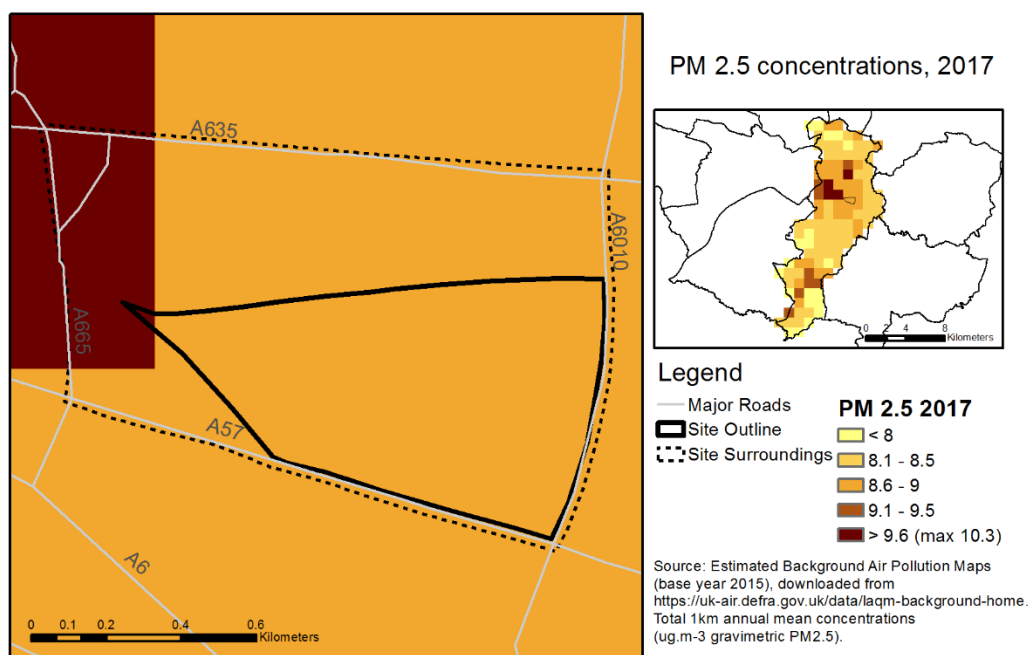 PM 2.5 concentrations, 2017
A635
A6010
A665
A57
A6
0 0.1 0.2 0.4 0.6
Kilometers
0 2 4 8
Kilometers
Legend
Major Roads
Site Outline
Site Surroundings
PM 2.5 2017
< 8
8.1 - 8.5
8.6 - 9
9.1 - 9.5
> 9.6 (max 10.3)
Source: Estimated Background Air Pollution Maps
(base year 2015), downloaded from
https://uk-air.defra.gov.uk/data/laqm-background-home.
Total 1km annual mean concentrations
(ug.m-3 gravimetric PM2.5).